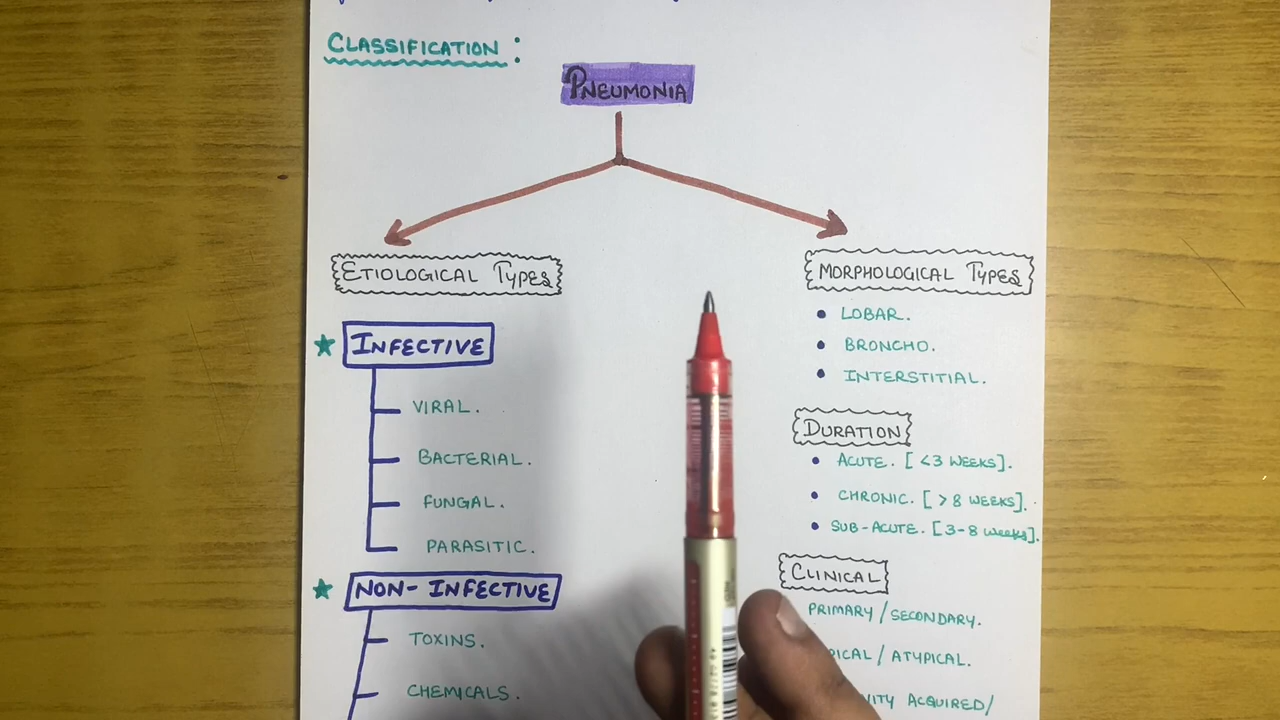 CLASSIFICATION :
PNEUMONIA
ETIOLOGICAL TYPES
★ INFECTIVE
VIRAL.
BACTERIAL.
FUNGAL.
PARASITIC.
★ NON-INFECTIVE
TOXINS.
CHEMICALS.
MORPHOLOGICAL TYPES
• LOBAR.
• BRONCHO.
• INTERSTITIAL.
DURATION
• ACUTE. [ <3 WEEKS].
• CHRONIC. [ >8 WEEKS].
• SUB-ACUTE. [3-8 weeks].
CLINICAL
PRIMARY / SECONDARY.
/ ATYPICAL.
ACQUIRED/